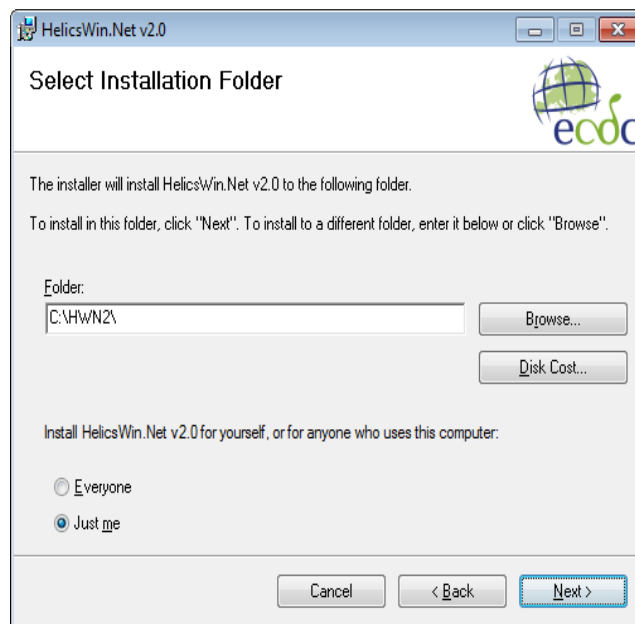 HelicsWin.Net v2.0
Select Installation Folder
ecdc
The installer will install HelicsWin.Net v2.0 to the following folder.
To install in this folder, click "Next". To install to a different folder, enter it below or click "Browse".
Folder:
C:\HWN2\
Browse...
Disk Cost...
Install HelicsWin.Net v2.0 for yourself, or for anyone who uses this computer:
Everyone
Just me
Cancel
< Back
Next >